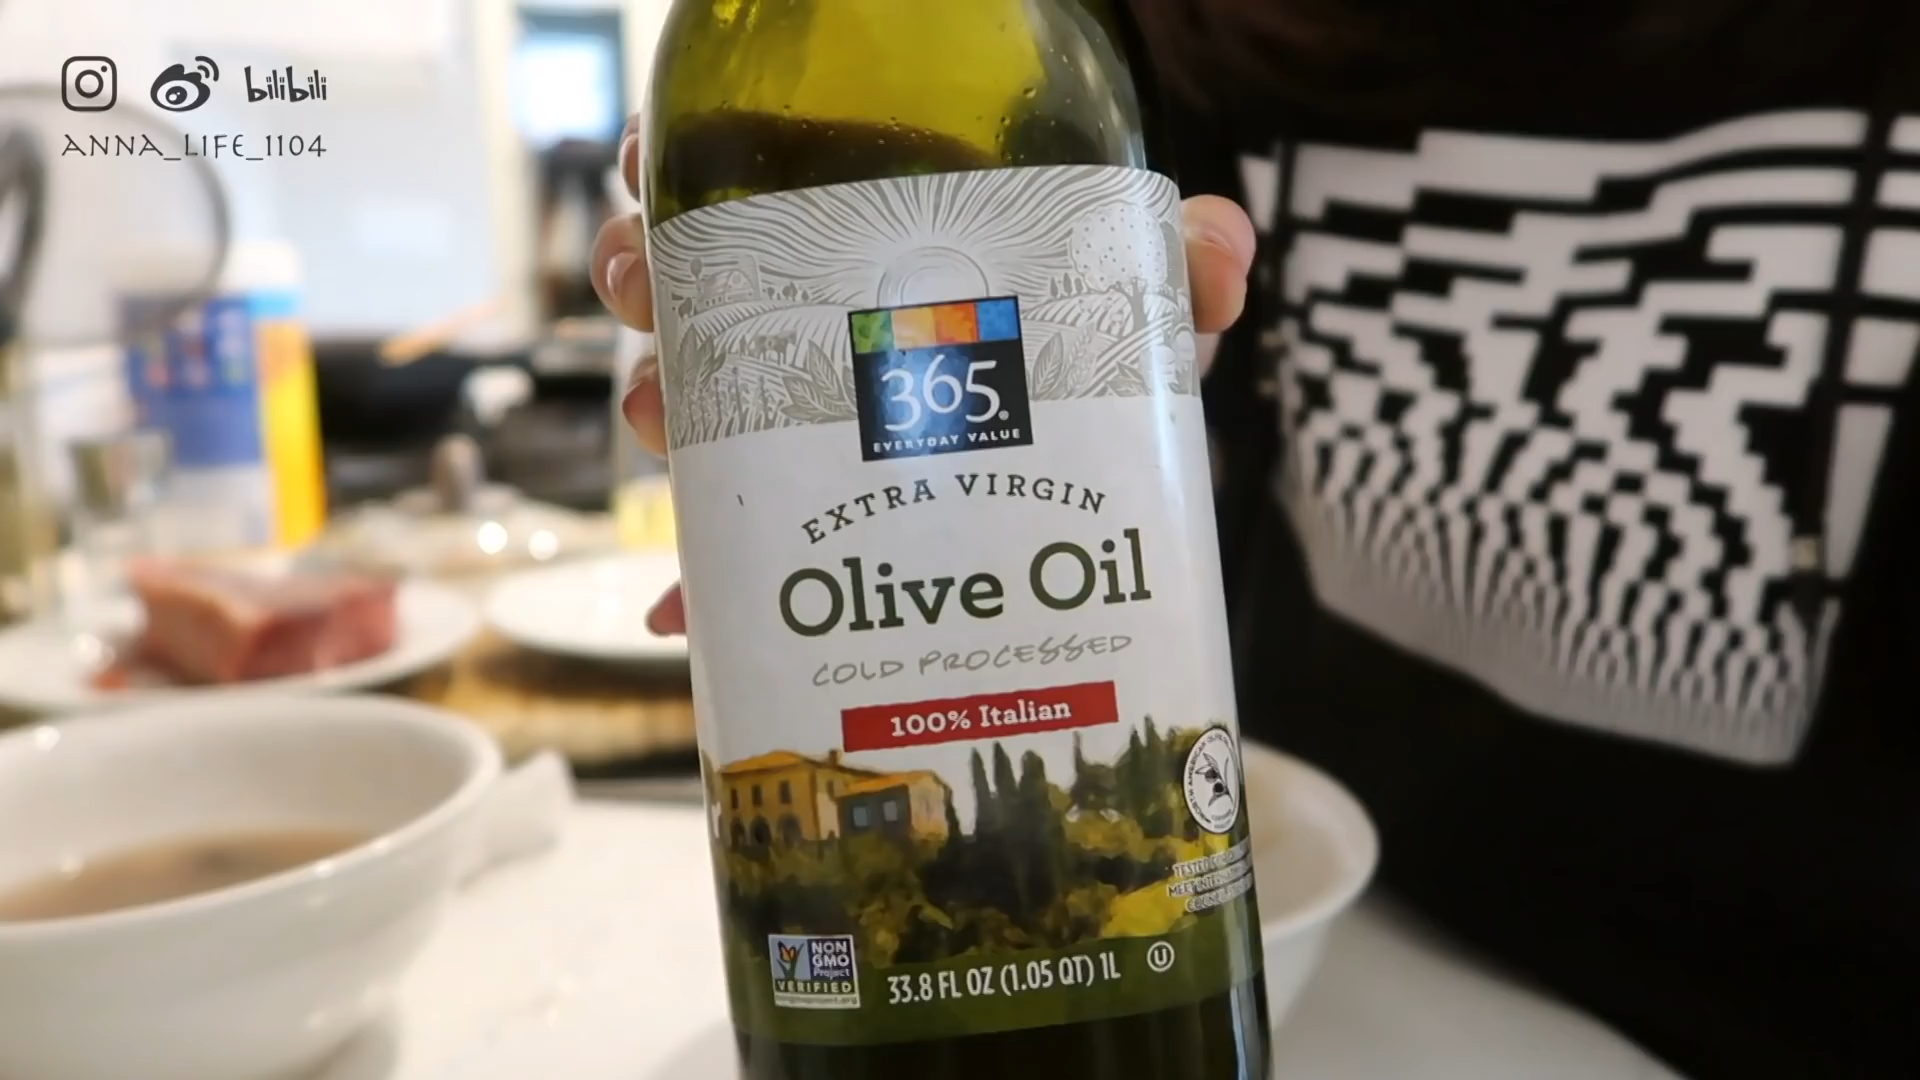 bilibili
ANNA_LIFE_1104
365.
EVERYDAY VALUE
EXTRA VIRGIN
Olive Oil
COLD PROCESSED
100% Italian
NON
GMO
Project
VERIFIED
33.8 FL OZ (1.05 QT) 1L
U